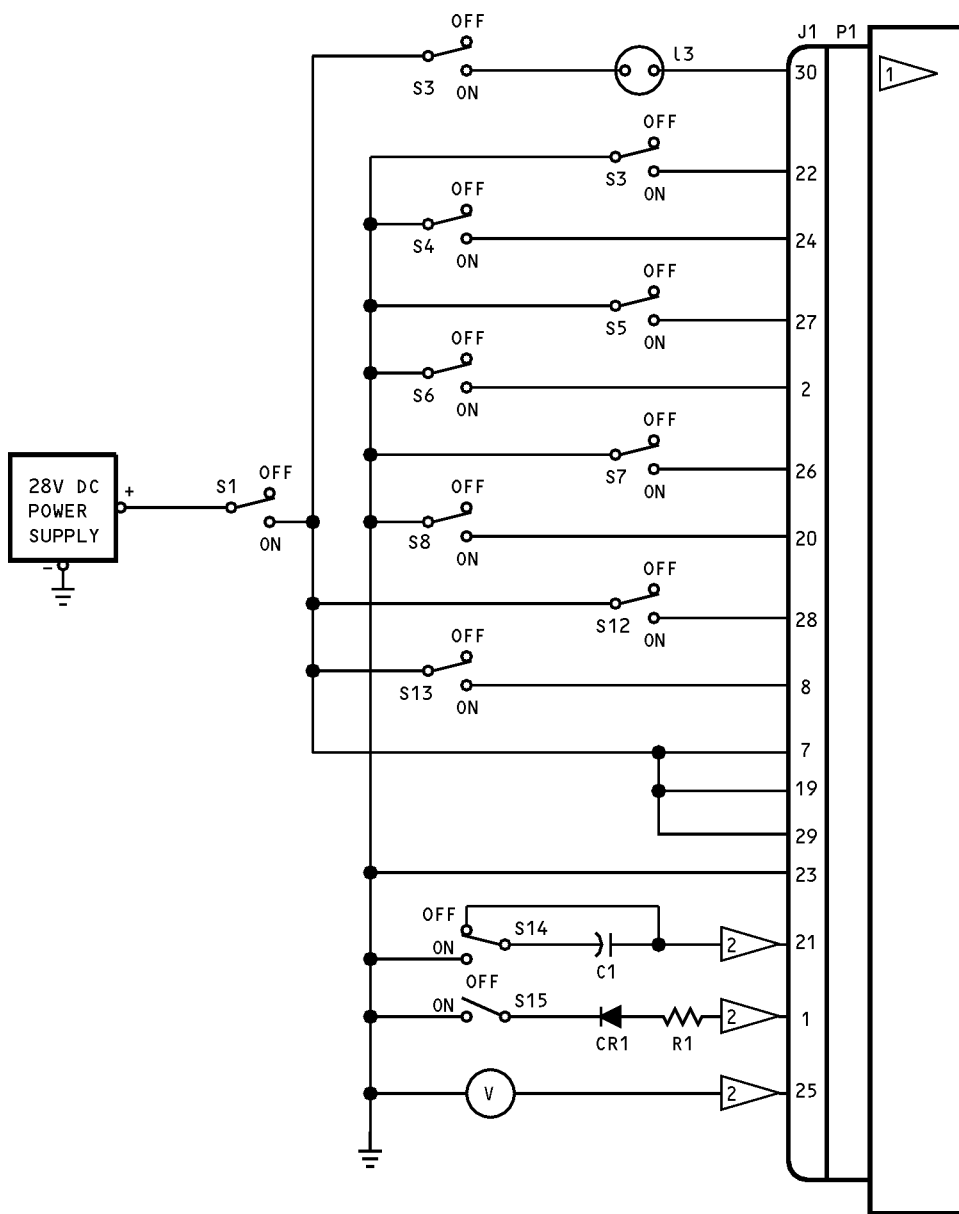 J1 P1
OFF
S3 ON
l3
30
1
OFF
S3 ON
22
OFF
S4 ON
24
OFF
S5 ON
27
OFF
S6 ON
2
OFF
S7 ON
26
28V DC
POWER
SUPPLY
+
-
S1 OFF
ON
OFF
S8 ON
20
OFF
S12 ON
28
OFF
S13 ON
8
7
19
29
23
OFF S14
ON
C1
2
21
OFF
ON S15
CR1 R1
2
1
V
2
25